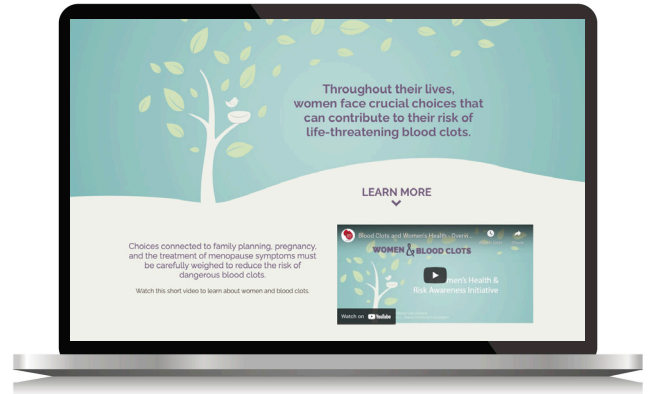 Throughout their lives,
women face crucial choices that
can contribute to their risk of
life-threatening blood clots.
LEARN MORE
Choices connected to family planning, pregnancy,
and the treatment of menopause symptoms must
be carefully weighed to reduce the risk of
dangerous blood clots.
Watch this short video to learn about women and blood clots.
Blood Clots and Women's Health - Overvi...
WOMEN & BLOOD CLOTS
men's Health &
Risk Awareness Initiative
Watch on YouTube